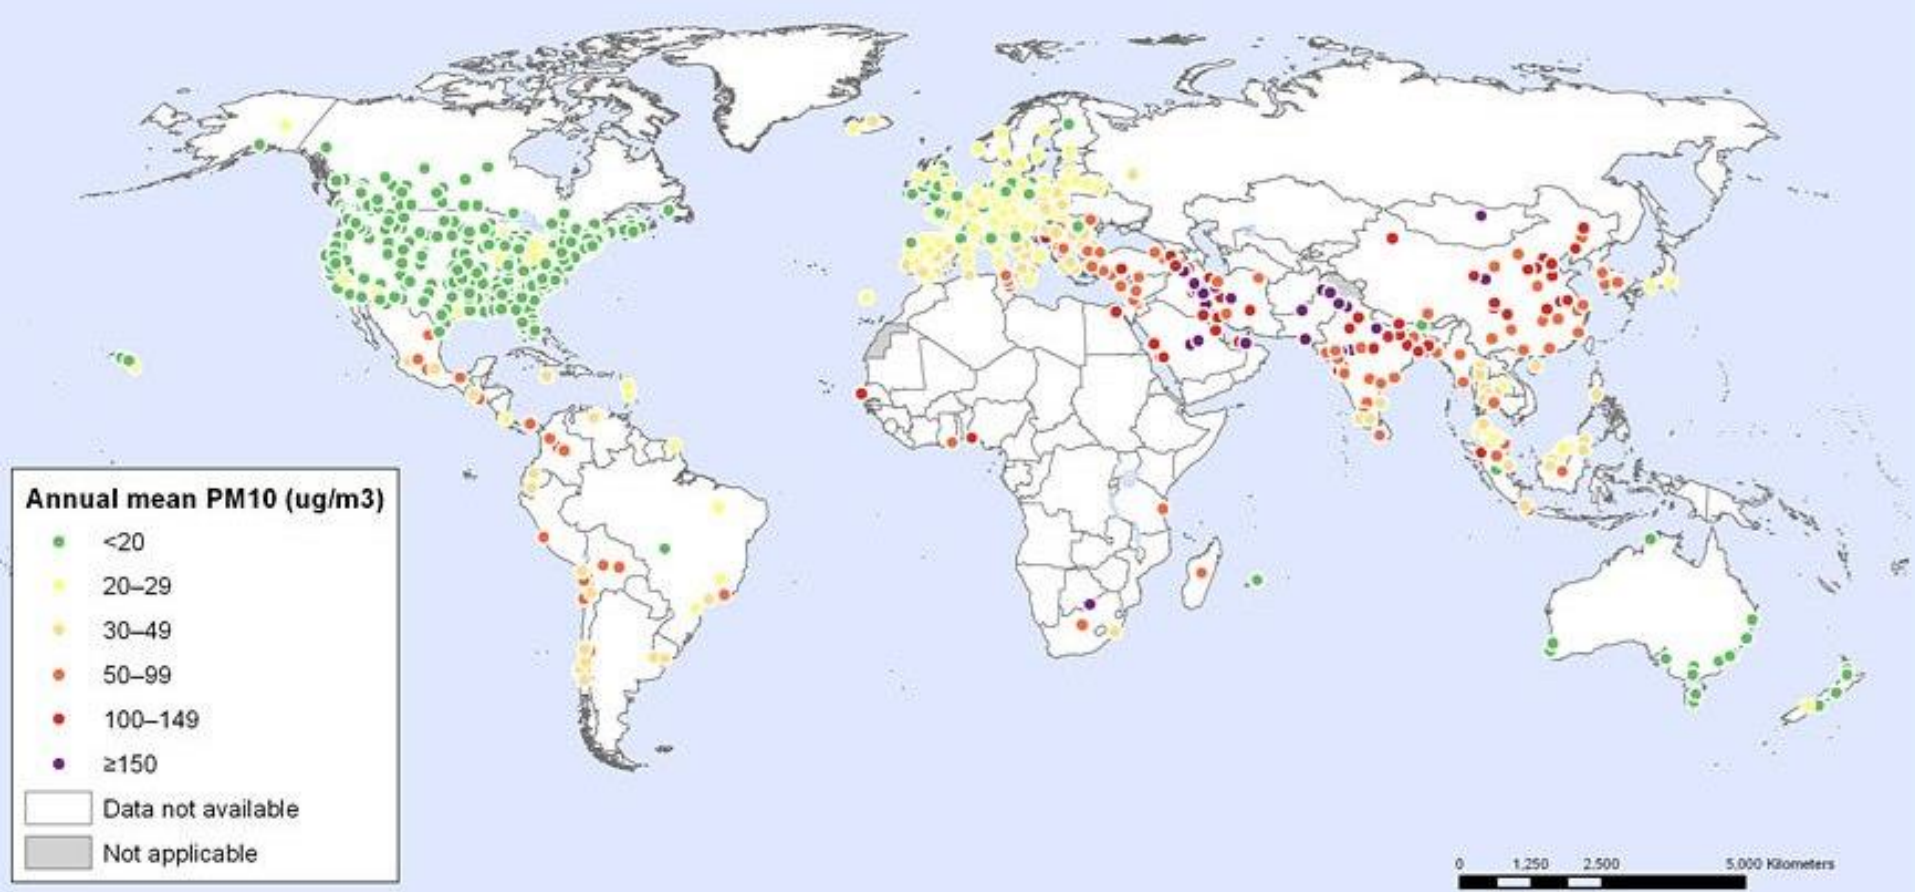 Annual mean PM10 (ug/m3)
<20
20–29
30–49
50–99
100–149
≥150
Data not available
Not applicable
0 1,250 2,500 5,000 Kilometers